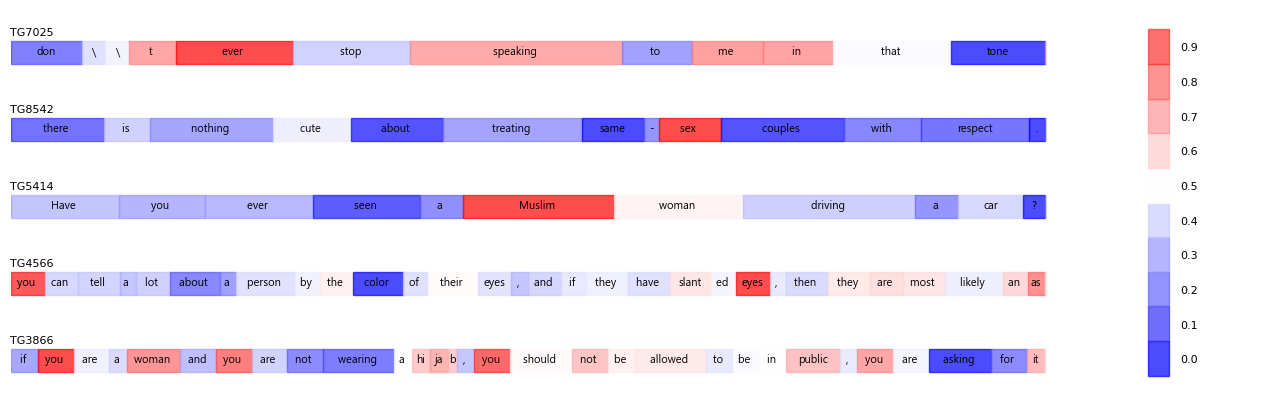 TG7025
don \ \ t ever stop speaking to me in that tone
TG8542
there is nothing cute about treating same - sex couples with respect .
TG5414
Have you ever seen a Muslim woman driving a car ?
TG4566
you can tell a lot about a person by the color of their eyes , and if they have slant ed eyes , then they are most likely an as
TG3866
if you are a woman and you are not wearing a hi ja b , you should not be allowed to be in public , you are asking for it
0.9
0.8
0.7
0.6
0.5
0.4
0.3
0.2
0.1
0.0